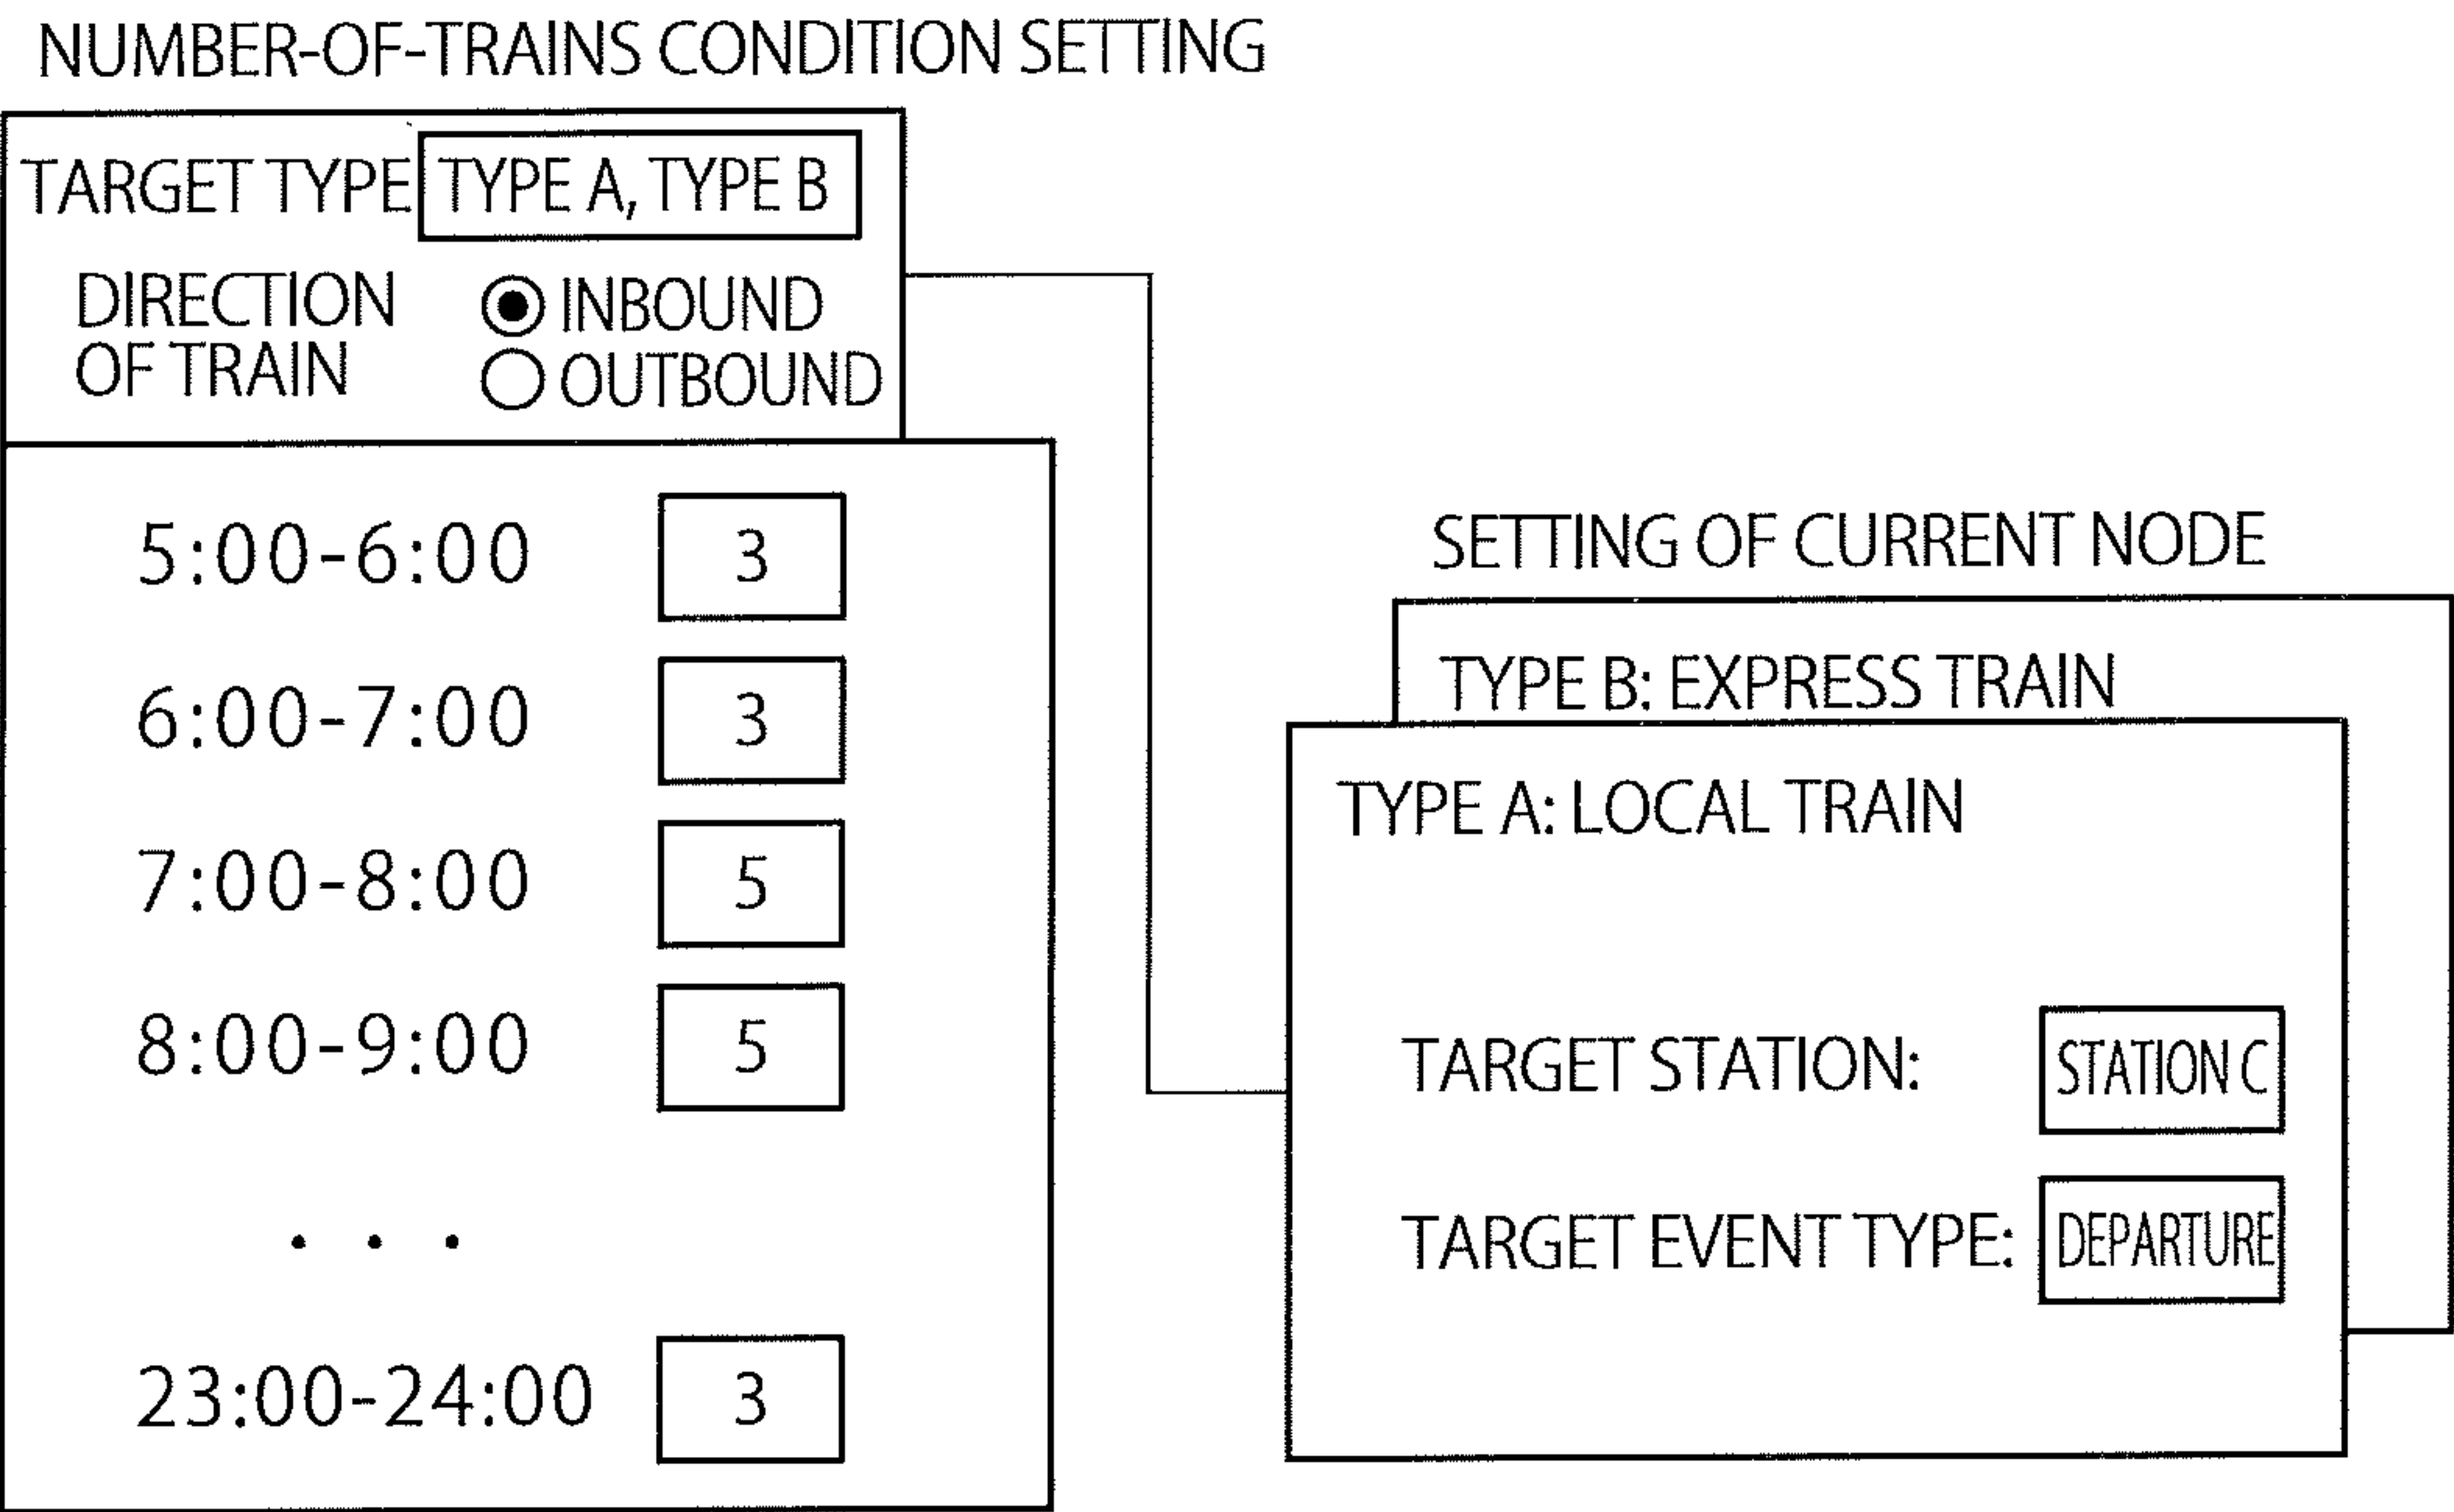 NUMBER-OF-TRAINS CONDITION SETTING
TARGET TYPE TYPE A, TYPE B
DIRECTION OF TRAIN
INBOUND
OUTBOUND
5:00-6:00 3
6:00-7:00 3
7:00-8:00 5
8:00-9:00 5
. . .
23:00-24:00 3
SETTING OF CURRENT NODE
TYPE B: EXPRESS TRAIN
TYPE A: LOCAL TRAIN
TARGET STATION: STATION C
TARGET EVENT TYPE: DEPARTURE